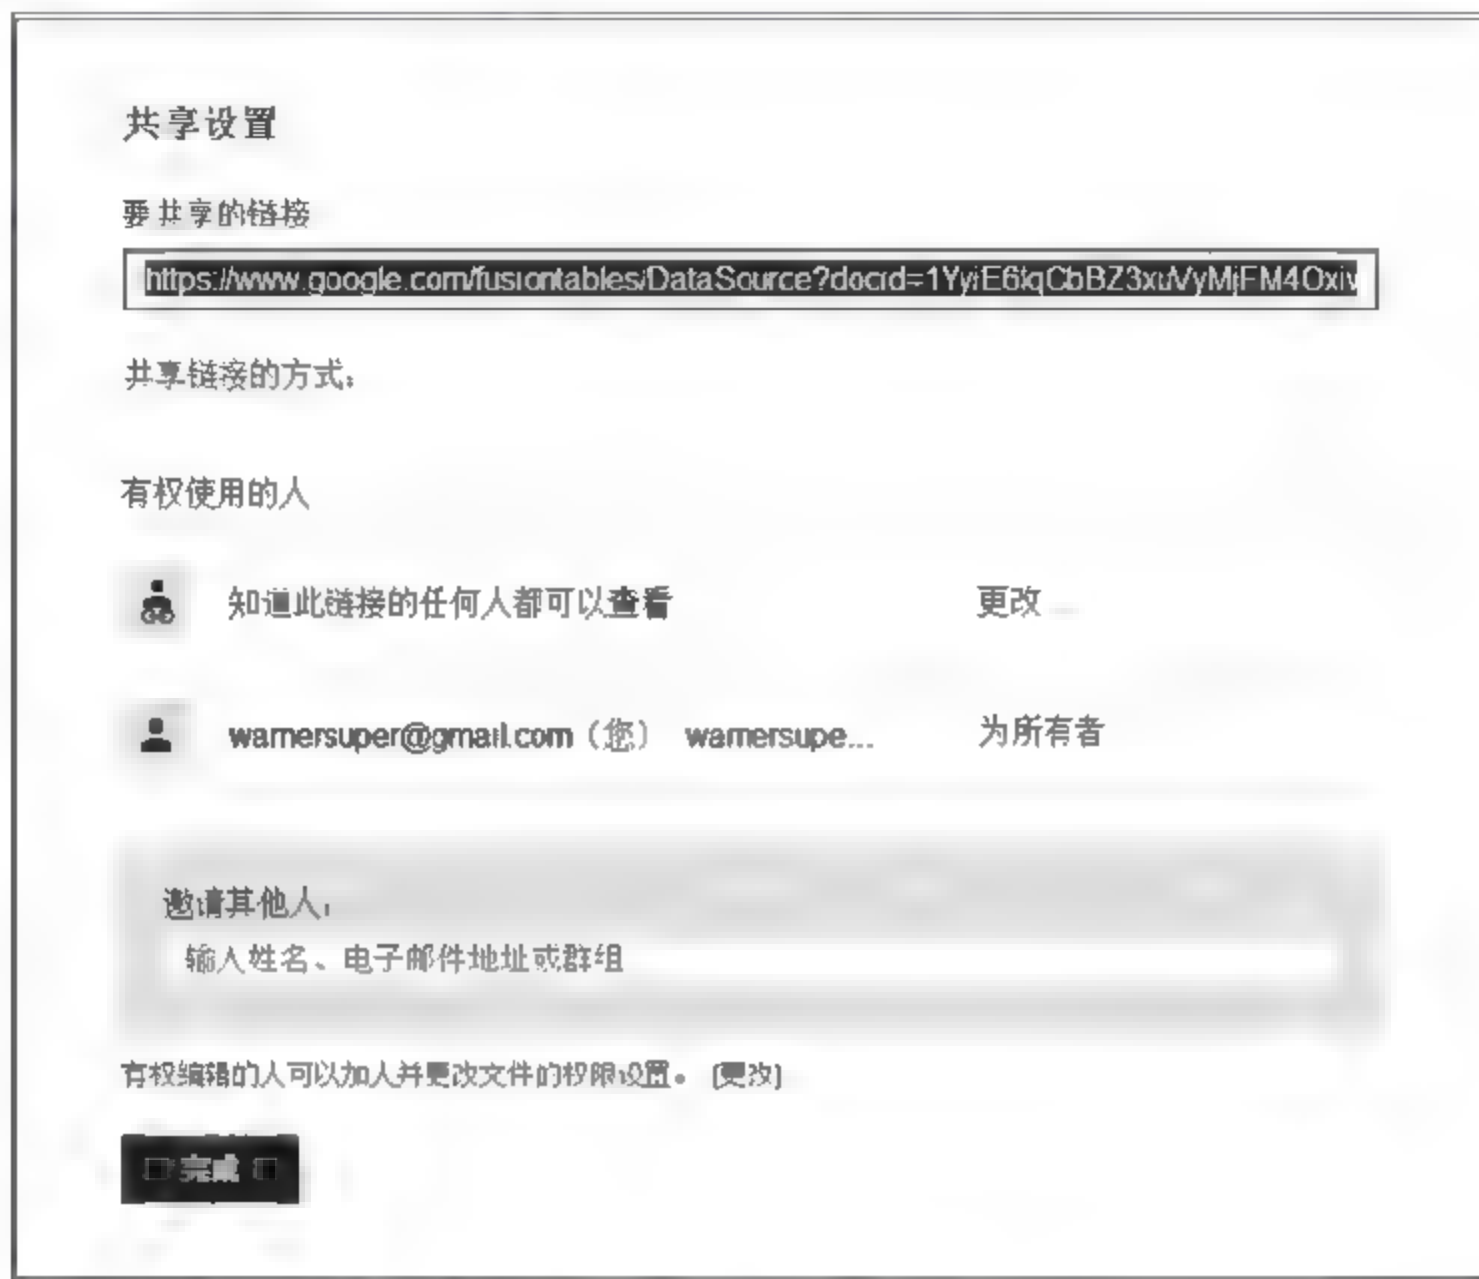 共享设置
要共享的链接
https://www.google.com/fusiontables/DataSource?docid=1YyiE6tqCbBZ3xuVyMjFM4Oxiv
共享链接的方式：
有权使用的人
知道此链接的任何人都可以查看 更改...
warnersuper@gmail.com（您） warnersupe... 为所有者
邀请其他人：
输入姓名、电子邮件地址或群组
有权编辑的人可以加人并更改文件的权限设置。 [更改]
完成